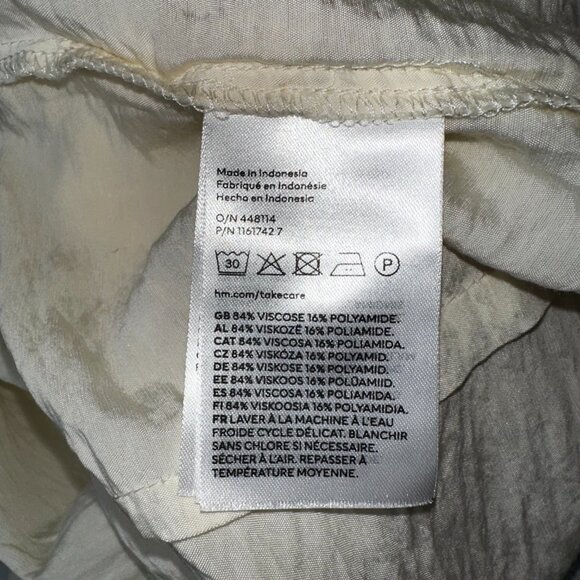 Made in Indonesia
Fabriqué en Indonésie
Hecho en Indonesia
O/N 448114
P/N 1161742 7
30 P
hm.com/takecare
GB 84% VISCOSE 16% POLYAMIDE.
AL 84% VISKOZË 16% POLIAMIDE.
CAT 84% VISCOSA 16% POLIAMIDA.
CZ 84% VISKÓZA 16% POLYAMID.
DE 84% VISKOSE 16% POLYAMID.
EE 84% VISKOOS 16% POLÜAMIID.
ES 84% VISCOSA 16% POLIAMIDA.
FI 84% VISKOOSIA 16% POLYAMIDIA.
FR LAVER À LA MACHINE À L'EAU
FROIDE CYCLE DÉLICAT. BLANCHIR
SANS CHLORE SI NÉCESSAIRE.
SÉCHER À L'AIR. REPASSER À
TEMPÉRATURE MOYENNE.